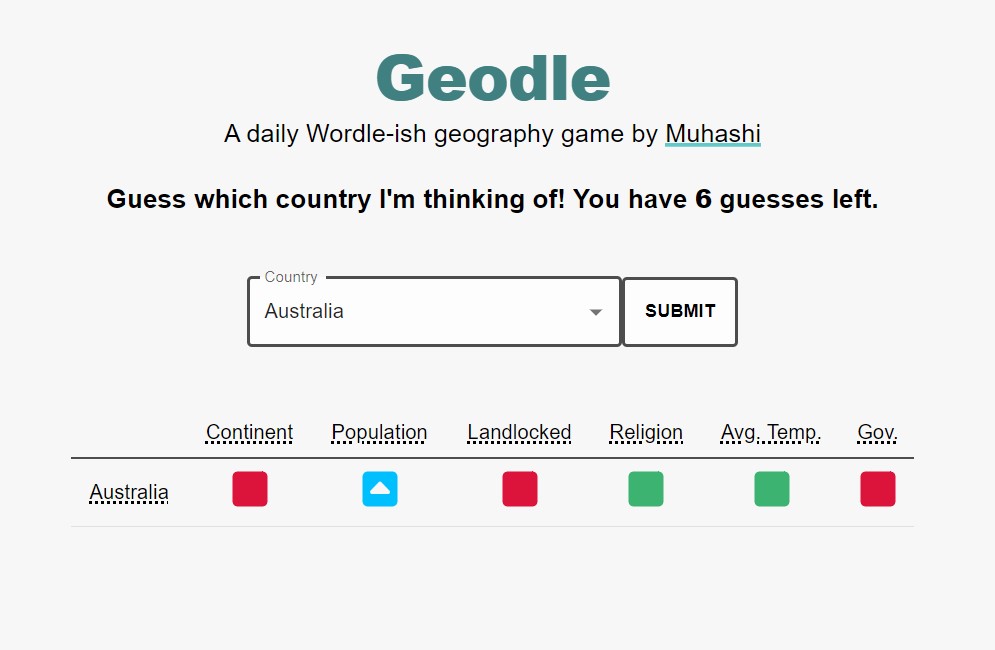 Geodle
A daily Wordle-ish geography game by Muhashi
Guess which country I'm thinking of! You have 6 guesses left.
Country
Australia
SUBMIT
Continent Population Landlocked Religion Avg. Temp. Gov.
Australia